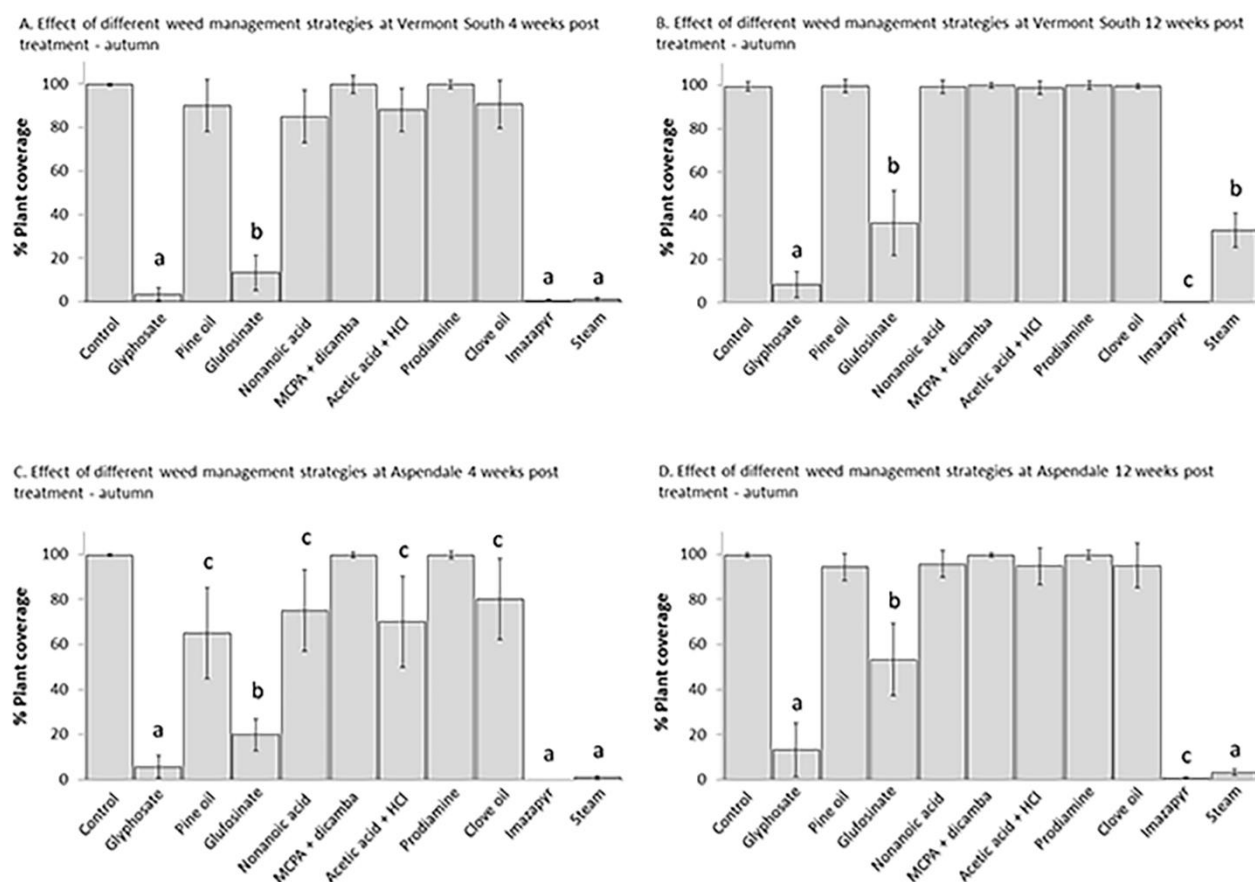 A. Effect of different weed management strategies at Vermont South 4 weeks post
treatment - autumn
% Plant coverage
100
80
60
40
20
0
a
b
a
a
Control
Glyphosate
Pine oil
Glufosinate
Nonanoic acid
MCPA + dicamba
Acetic acid + HCl
Prodiamine
Clove oil
Imazapyr
Steam
B. Effect of different weed management strategies at Vermont South 12 weeks post
treatment - autumn
% Plant coverage
100
80
60
40
20
0
a
b
c
b
Control
Glyphosate
Pine oil
Glufosinate
Nonanoic acid
MCPA + dicamba
Acetic acid + HCl
Prodiamine
Clove oil
Imazapyr
Steam
C. Effect of different weed management strategies at Aspendale 4 weeks post
treatment - autumn
% Plant coverage
100
80
60
40
20
0
a
c
b
c
c
c
a
a
Control
Glyphosate
Pine oil
Glufosinate
Nonanoic acid
MCPA + dicamba
Acetic acid + HCl
Prodiamine
Clove oil
Imazapyr
Steam
D. Effect of different weed management strategies at Aspendale 12 weeks post
treatment - autumn
% Plant coverage
100
80
60
40
20
0
a
b
c
a
Control
Glyphosate
Pine oil
Glufosinate
Nonanoic acid
MCPA + dicamba
Acetic acid + HCl
Prodiamine
Clove oil
Imazapyr
Steam